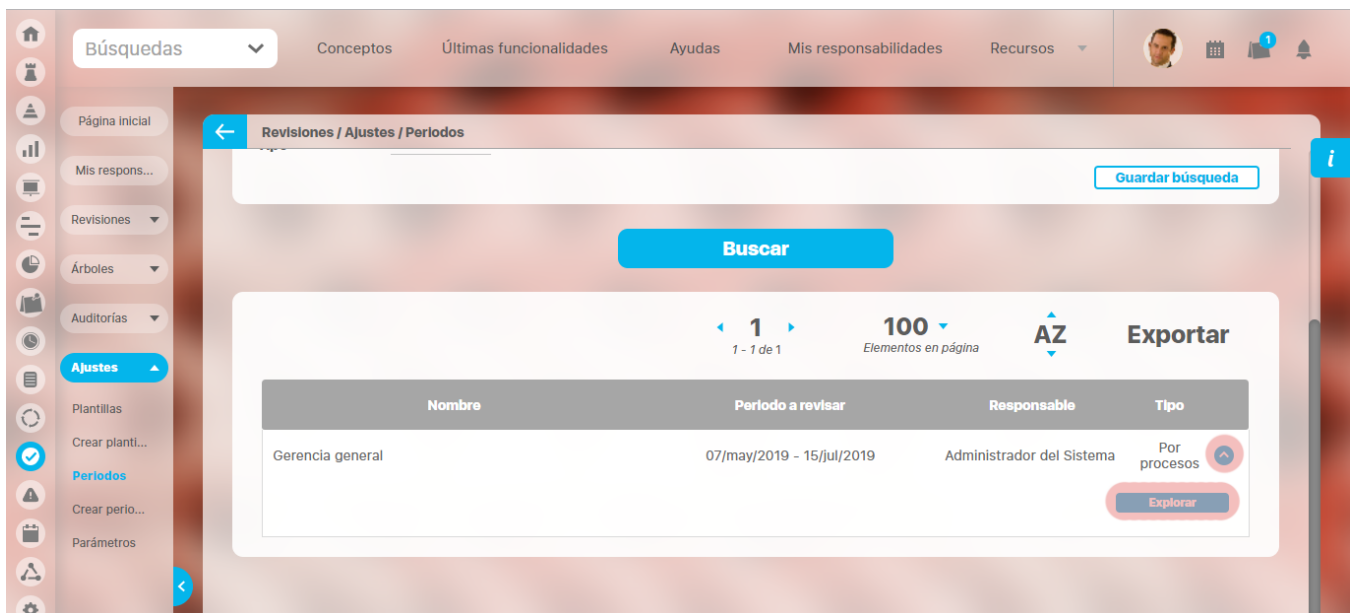 Búsquedas
Conceptos
Últimas funcionalidades
Ayudas
Mis responsabilidades
Recursos
1
Página inicial
Mis respons...
Revisiones
Árboles
Auditorías
Ajustes
Plantillas
Crear planti...
Periodos
Crear perio...
Parámetros
Revisiones / Ajustes / Periodos
i
Guardar búsqueda
Buscar
1
1 - 1 de 1
100
Elementos en página
AZ
Exportar
Nombre Periodo a revisar Responsable Tipo
Gerencia general 07/may/2019 - 15/jul/2019 Administrador del Sistema Por
procesos
Explorar